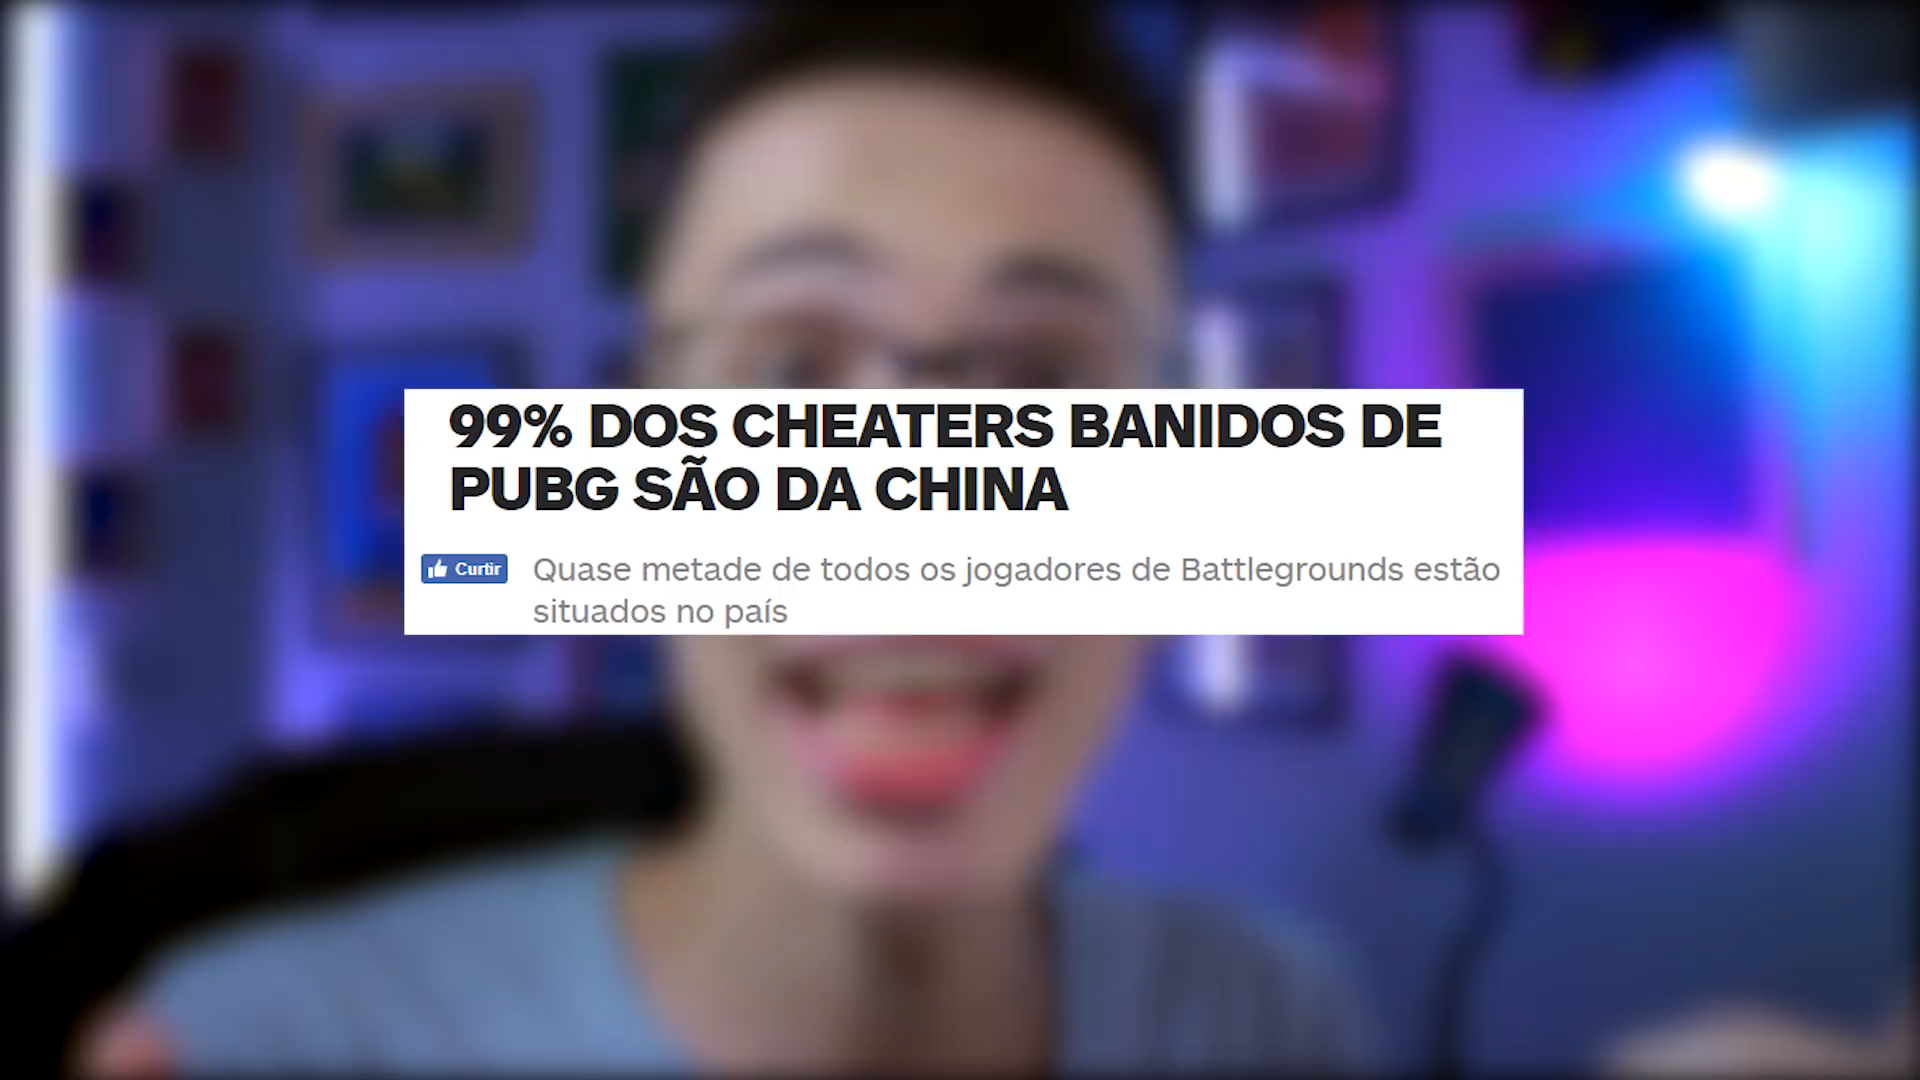 99% DOS CHEATERS BANIDOS DE
PUBG SÃO DA CHINA
Curtir
Quase metade de todos os jogadores de Battlegrounds estão
situados no país